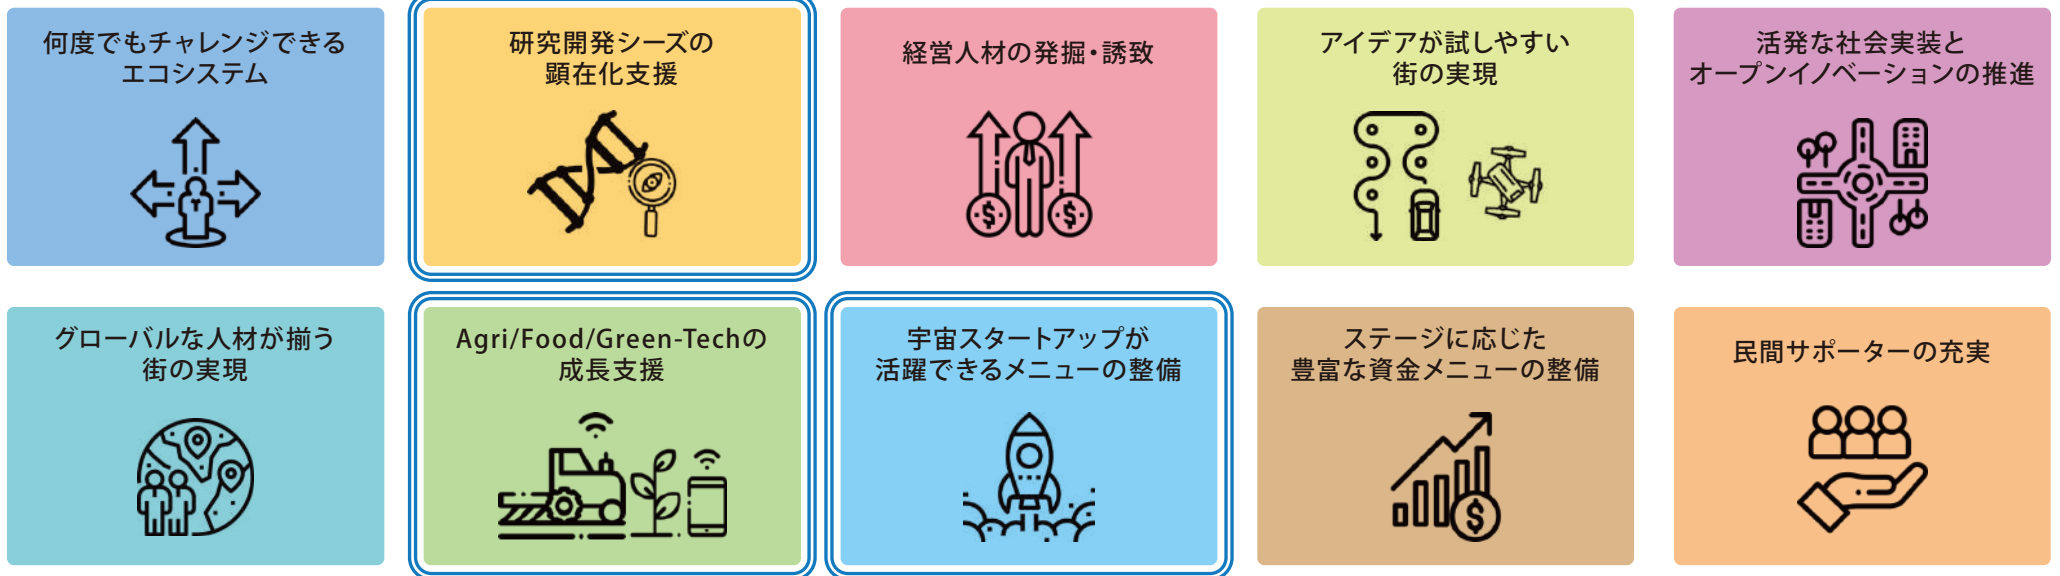 何度でもチャレンジできる
エコシステム
研究開発シーズの
顕在化支援
経営人材の発掘・誘致
アイデアが試しやすい
街の実現
活発な社会実装と
オープンイノベーションの推進
グローバルな人材が揃う
街の実現
Agri/Food/Green-Techの
成長支援
宇宙スタートアップが
活躍できるメニューの整備
ステージに応じた
豊富な資金メニューの整備
民間サポーターの充実